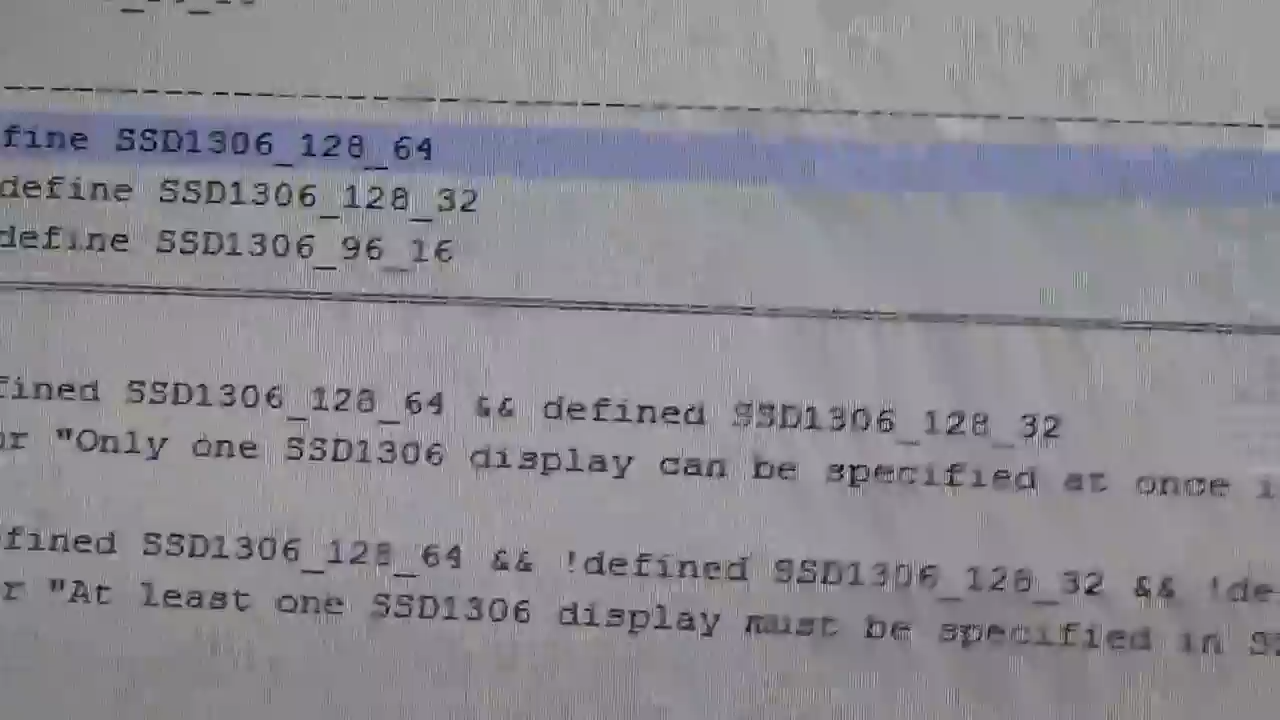 fine SSD1306_128_64
define SSD1306_128_32
define SSD1306_96_16
fined SSD1306_128_64 && defined SSD1306_128_32
or "Only one SSD1306 display can be specified at once i
fined SSD1306_128_64 && !defined SSD1306_128_32 && !de
r "At least one SSD1306 display must be specified in S